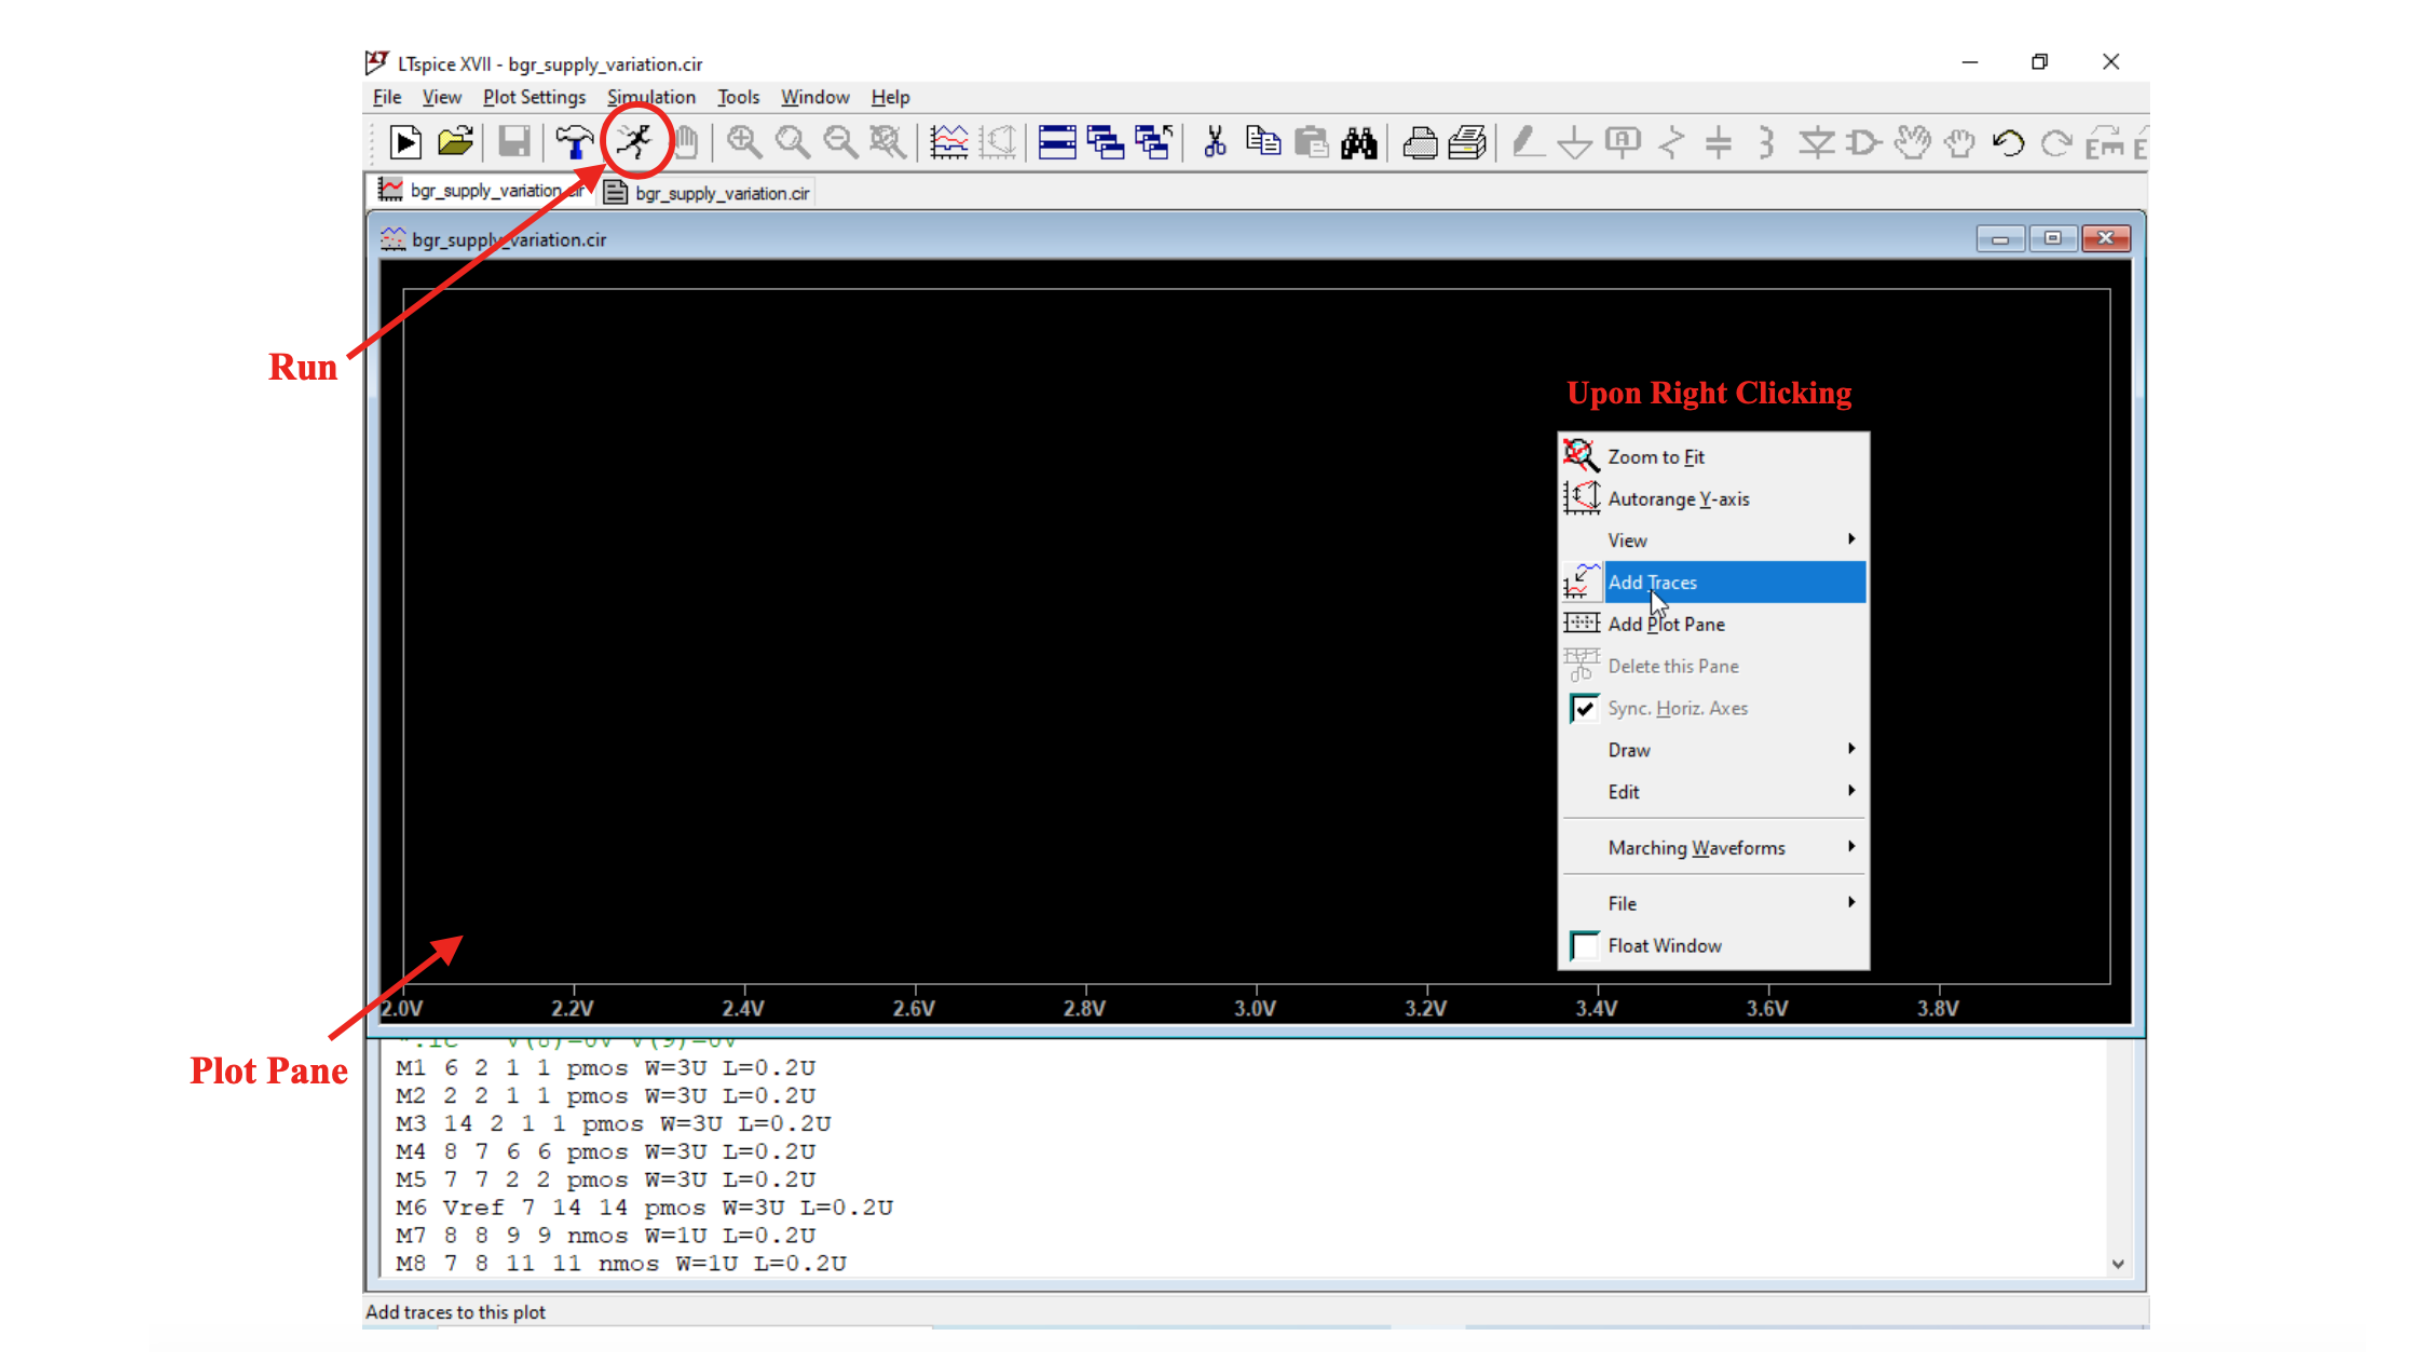 LTspice XVII - bgr_supply_variation.cir
File View Plot Settings Simulation Tools Window Help
bgr_supply_variation.cir bgr_supply_variation.cir
bgr_supply_variation.cir
Run
Upon Right Clicking
Zoom to Fit
Autorange Y-axis
View
Add Traces
Add Plot Pane
Delete this Pane
Sync. Horiz. Axes
Draw
Edit
Marching Waveforms
File
Float Window
2.0V 2.2V 2.4V 2.6V 2.8V 3.0V 3.2V 3.4V 3.6V 3.8V
Plot Pane
M1 6 2 1 1 pmos W=3U L=0.2U
M2 2 2 1 1 pmos W=3U L=0.2U
M3 14 2 1 1 pmos W=3U L=0.2U
M4 8 7 6 6 pmos W=3U L=0.2U
M5 7 7 2 2 pmos W=3U L=0.2U
M6 Vref 7 14 14 pmos W=3U L=0.2U
M7 8 8 9 9 nmos W=1U L=0.2U
M8 7 8 11 11 nmos W=1U L=0.2U
Add traces to this plot